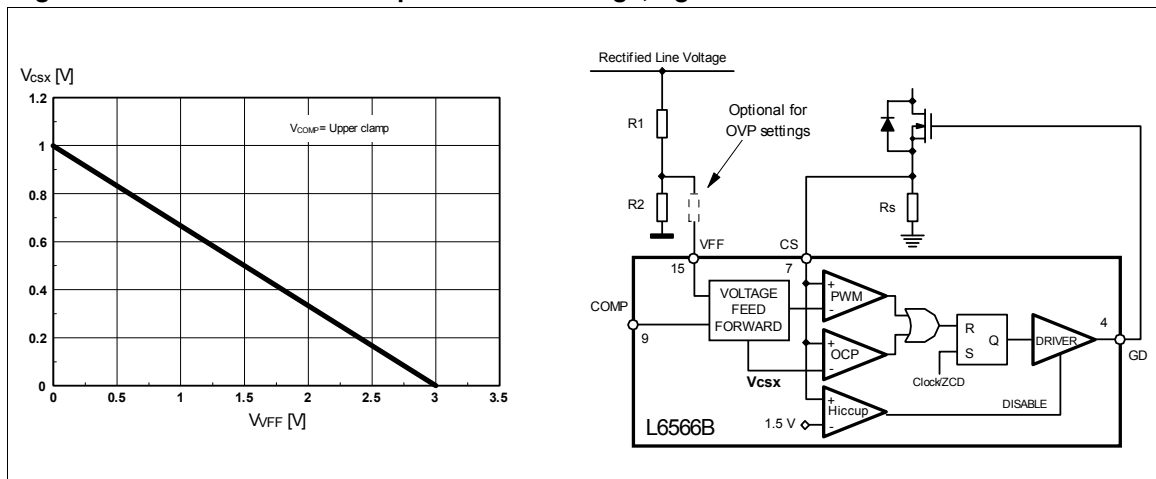 Vcsx [V]
1.2
1
0.8
0.6
0.4
0.2
0
VCOMP = Upper clamp
0
0.5
1
1.5
2
2.5
3
3.5
VVFF [V]
Rectified Line Voltage
R1
Optional for
OVP settings
R2
Rs
VFF
CS
15
7
COMP
9
VOLTAGE
FEED
FORWARD
+
PWM
-
+
OCP
-
Vcsx
R
Q
S
Clock/ZCD
DRIVER
4
GD
DISABLE
+
Hiccup
-
1.5 V
L6566B